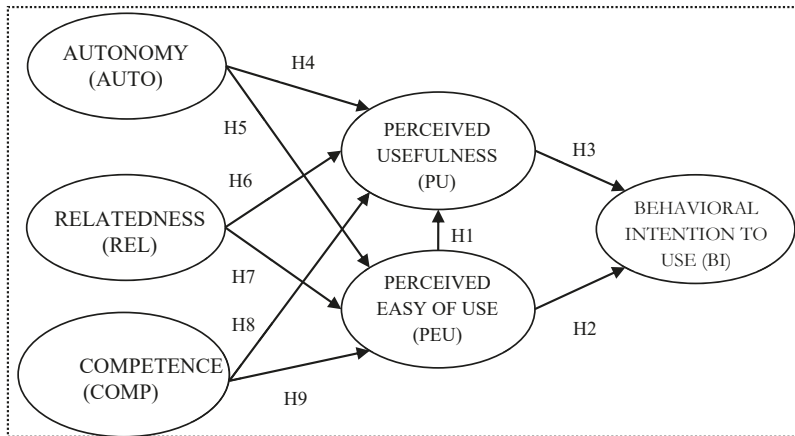 AUTONOMY
(AUTO)
H4
H5
PERCEIVED
USEFULNESS
(PU)
H3
H6
RELATEDNESS
(REL)
BEHAVIORAL
INTENTION TO
USE (BI)
H1
H7
PERCEIVED
EASY OF USE
(PEU)
H2
H8
COMPETENCE
(COMP)
H9